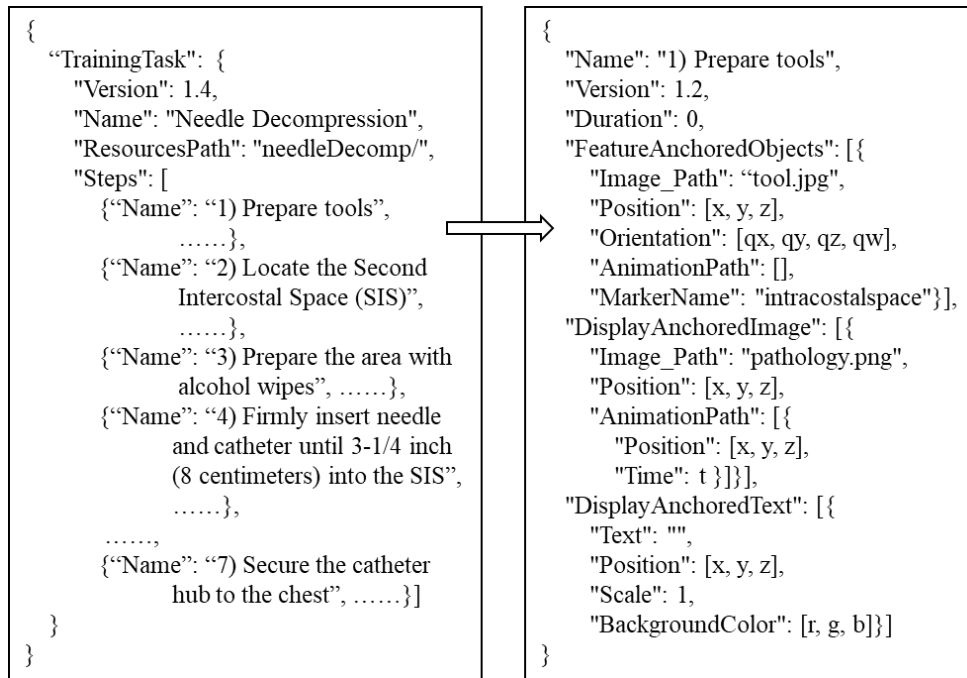 {
“TrainingTask": {
"Version": 1.4,
"Name": "Needle Decompression",
"ResourcesPath": "needleDecomp/",
"Steps": [
{“Name”: “1) Prepare tools”,
……},
{“Name”: “2) Locate the Second
Intercostal Space (SIS)”,
……},
{“Name”: “3) Prepare the area with
alcohol wipes”, ……},
{“Name”: “4) Firmly insert needle
and catheter until 3-1/4 inch
(8 centimeters) into the SIS”,
……},
……,
{“Name”: “7) Secure the catheter
hub to the chest”, ……}]
}
}
{
"Name": "1) Prepare tools",
"Version": 1.2,
"Duration": 0,
"FeatureAnchoredObjects": [{
"Image_Path": “tool.jpg",
"Position": [x, y, z],
"Orientation": [qx, qy, qz, qw],
"AnimationPath": [],
"MarkerName": "intracostalspace"}],
"DisplayAnchoredImage": [{
"Image_Path": "pathology.png",
"Position": [x, y, z],
"AnimationPath": [{
"Position": [x, y, z],
"Time": t }]}],
"DisplayAnchoredText": [{
"Text": "",
"Position": [x, y, z],
"Scale": 1,
"BackgroundColor": [r, g, b]}]
}